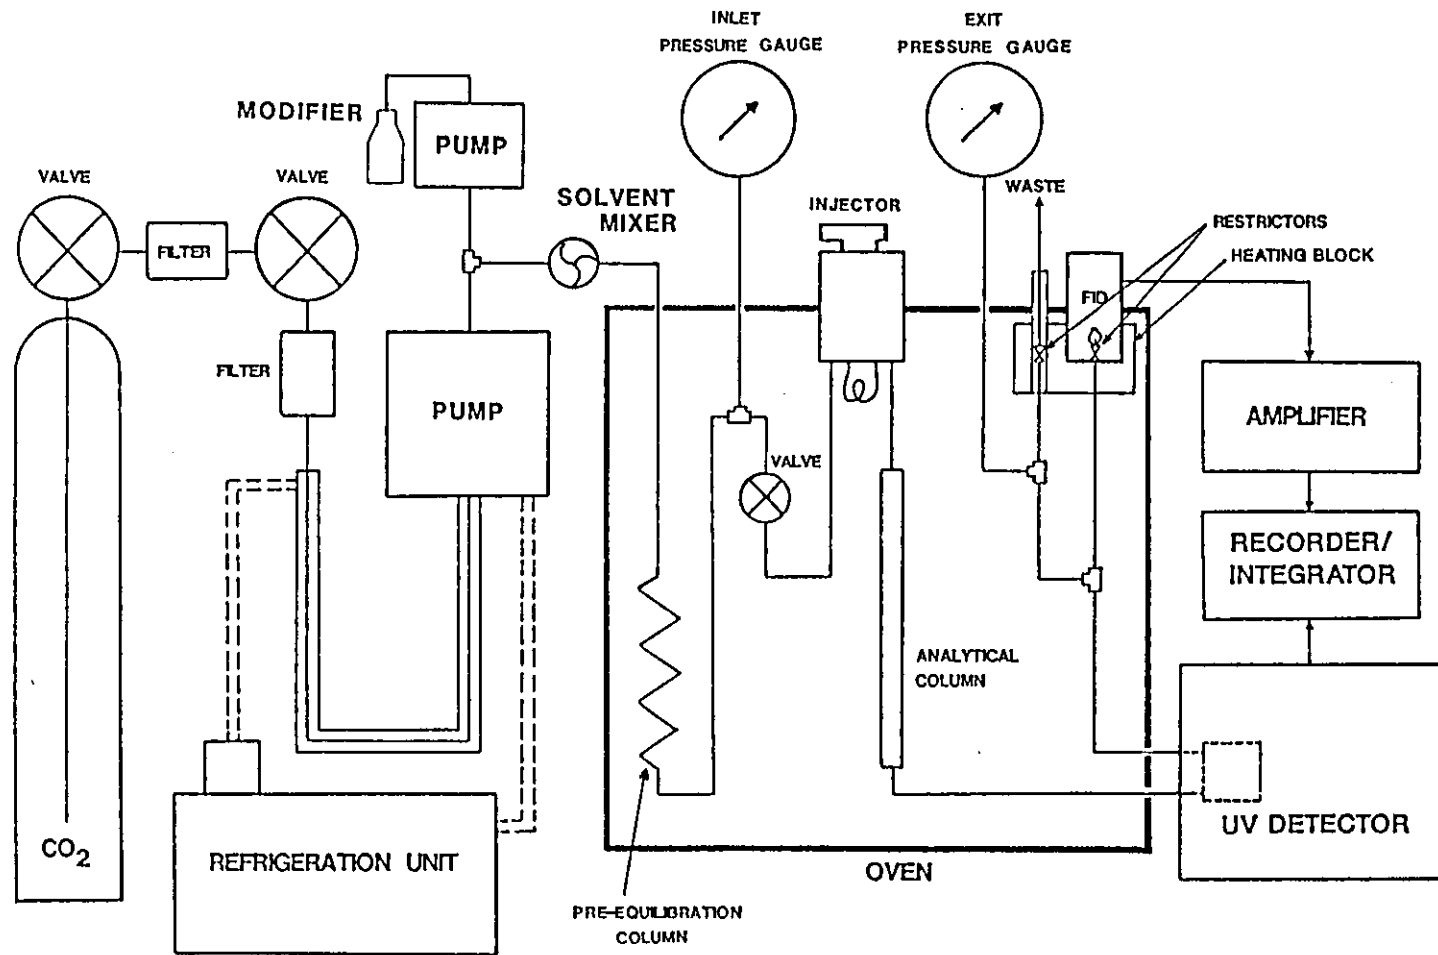 INLET
PRESSURE GAUGE
EXIT
PRESSURE GAUGE
MODIFIER
PUMP
VALVE
VALVE
SOLVENT
MIXER
WASTE
INJECTOR
RESTRICTORS
FILTER
HEATING BLOCK
FID
FILTER
PUMP
AMPLIFIER
VALVE
RECORDER/
INTEGRATOR
ANALYTICAL
COLUMN
UV DETECTOR
CO2
REFRIGERATION UNIT
OVEN
PRE-EQUILIBRATION
COLUMN